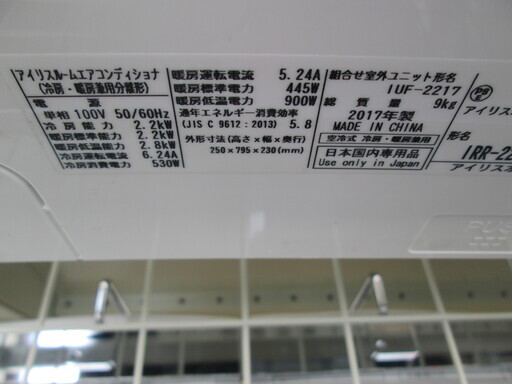 アイリスルームエアコンディショナ
(冷房・暖房兼用分離形)
電源
単相 100V 50/60Hz
冷房能力 2.2kW
暖房標準能力 2.2kW
暖房低温能力 2.8kW
冷房運転電流 6.24A
冷房消費電力 530W
暖房運転電流 5.24A
暖房標準電力 445W
暖房低温電力 900W
通年エネルギー消費効率
(JIS C 9612:2013) 5.8
外形寸法(高さ×幅×奥行)
250×795×230(mm)
組合せ室外ユニット形名
IUF-2217
総質量 9kg
2017年製
MADE IN CHINA
空冷式 冷房・暖房兼用
日本国内専用品
Use only in Japan
アイリス
形名
IRR-22
アイリスオ